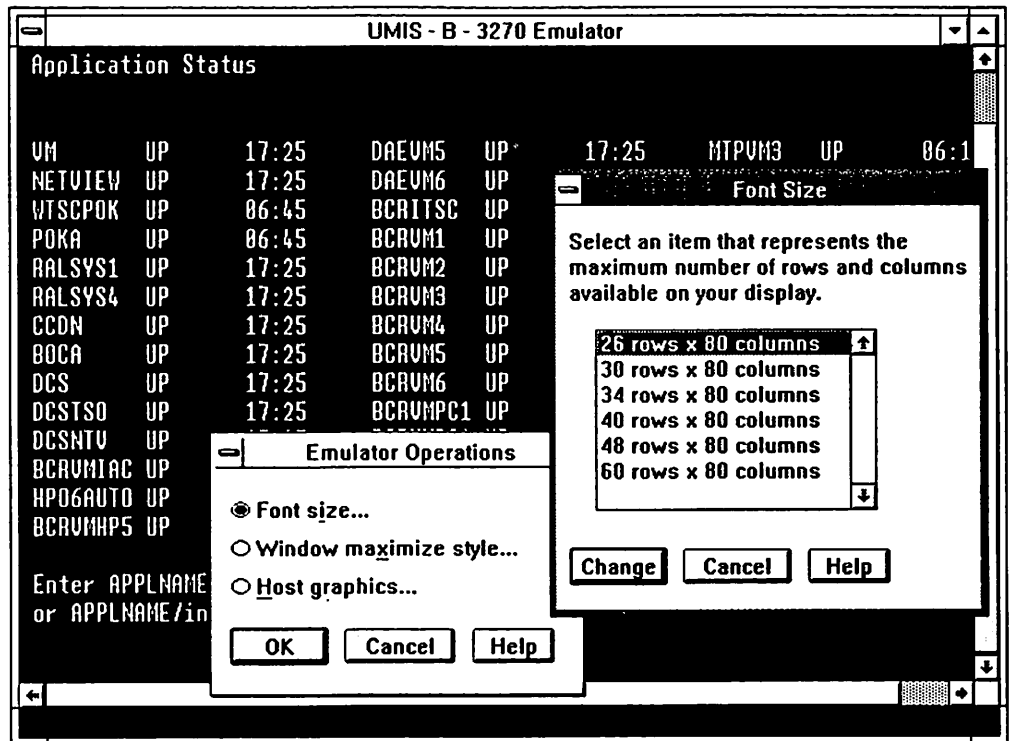 UMIS - B - 3270 Emulator
Application Status
VM UP 17:25 DAEVM5 UP 17:25 MTPVM3 UP 06:1
NETVIEW UP 17:25 DAEVM6 UP
WTSCPOK UP 06:45 BCRITSC UP
POKA UP 06:45 BCRVM1 UP
RALSYS1 UP 17:25 BCRVM2 UP
RALSYS4 UP 17:25 BCRVM3 UP
CCDN UP 17:25 BCRVM4 UP
BOCA UP 17:25 BCRVM5 UP
DCS UP 17:25 BCRVM6 UP
DCSTSO UP 17:25 BCRVMPC1 UP
DCSNTV UP
BCRVMIAC UP
HPO6AUTO UP
BCRVMHP5 UP
Enter APPLNAME
or APPLNAME/in
Emulator Operations
Font size...
Window maximize style...
Host graphics...
OK Cancel Help
Font Size
Select an item that represents the
maximum number of rows and columns
available on your display.
26 rows x 80 columns
30 rows x 80 columns
34 rows x 80 columns
40 rows x 80 columns
48 rows x 80 columns
60 rows x 80 columns
Change Cancel Help